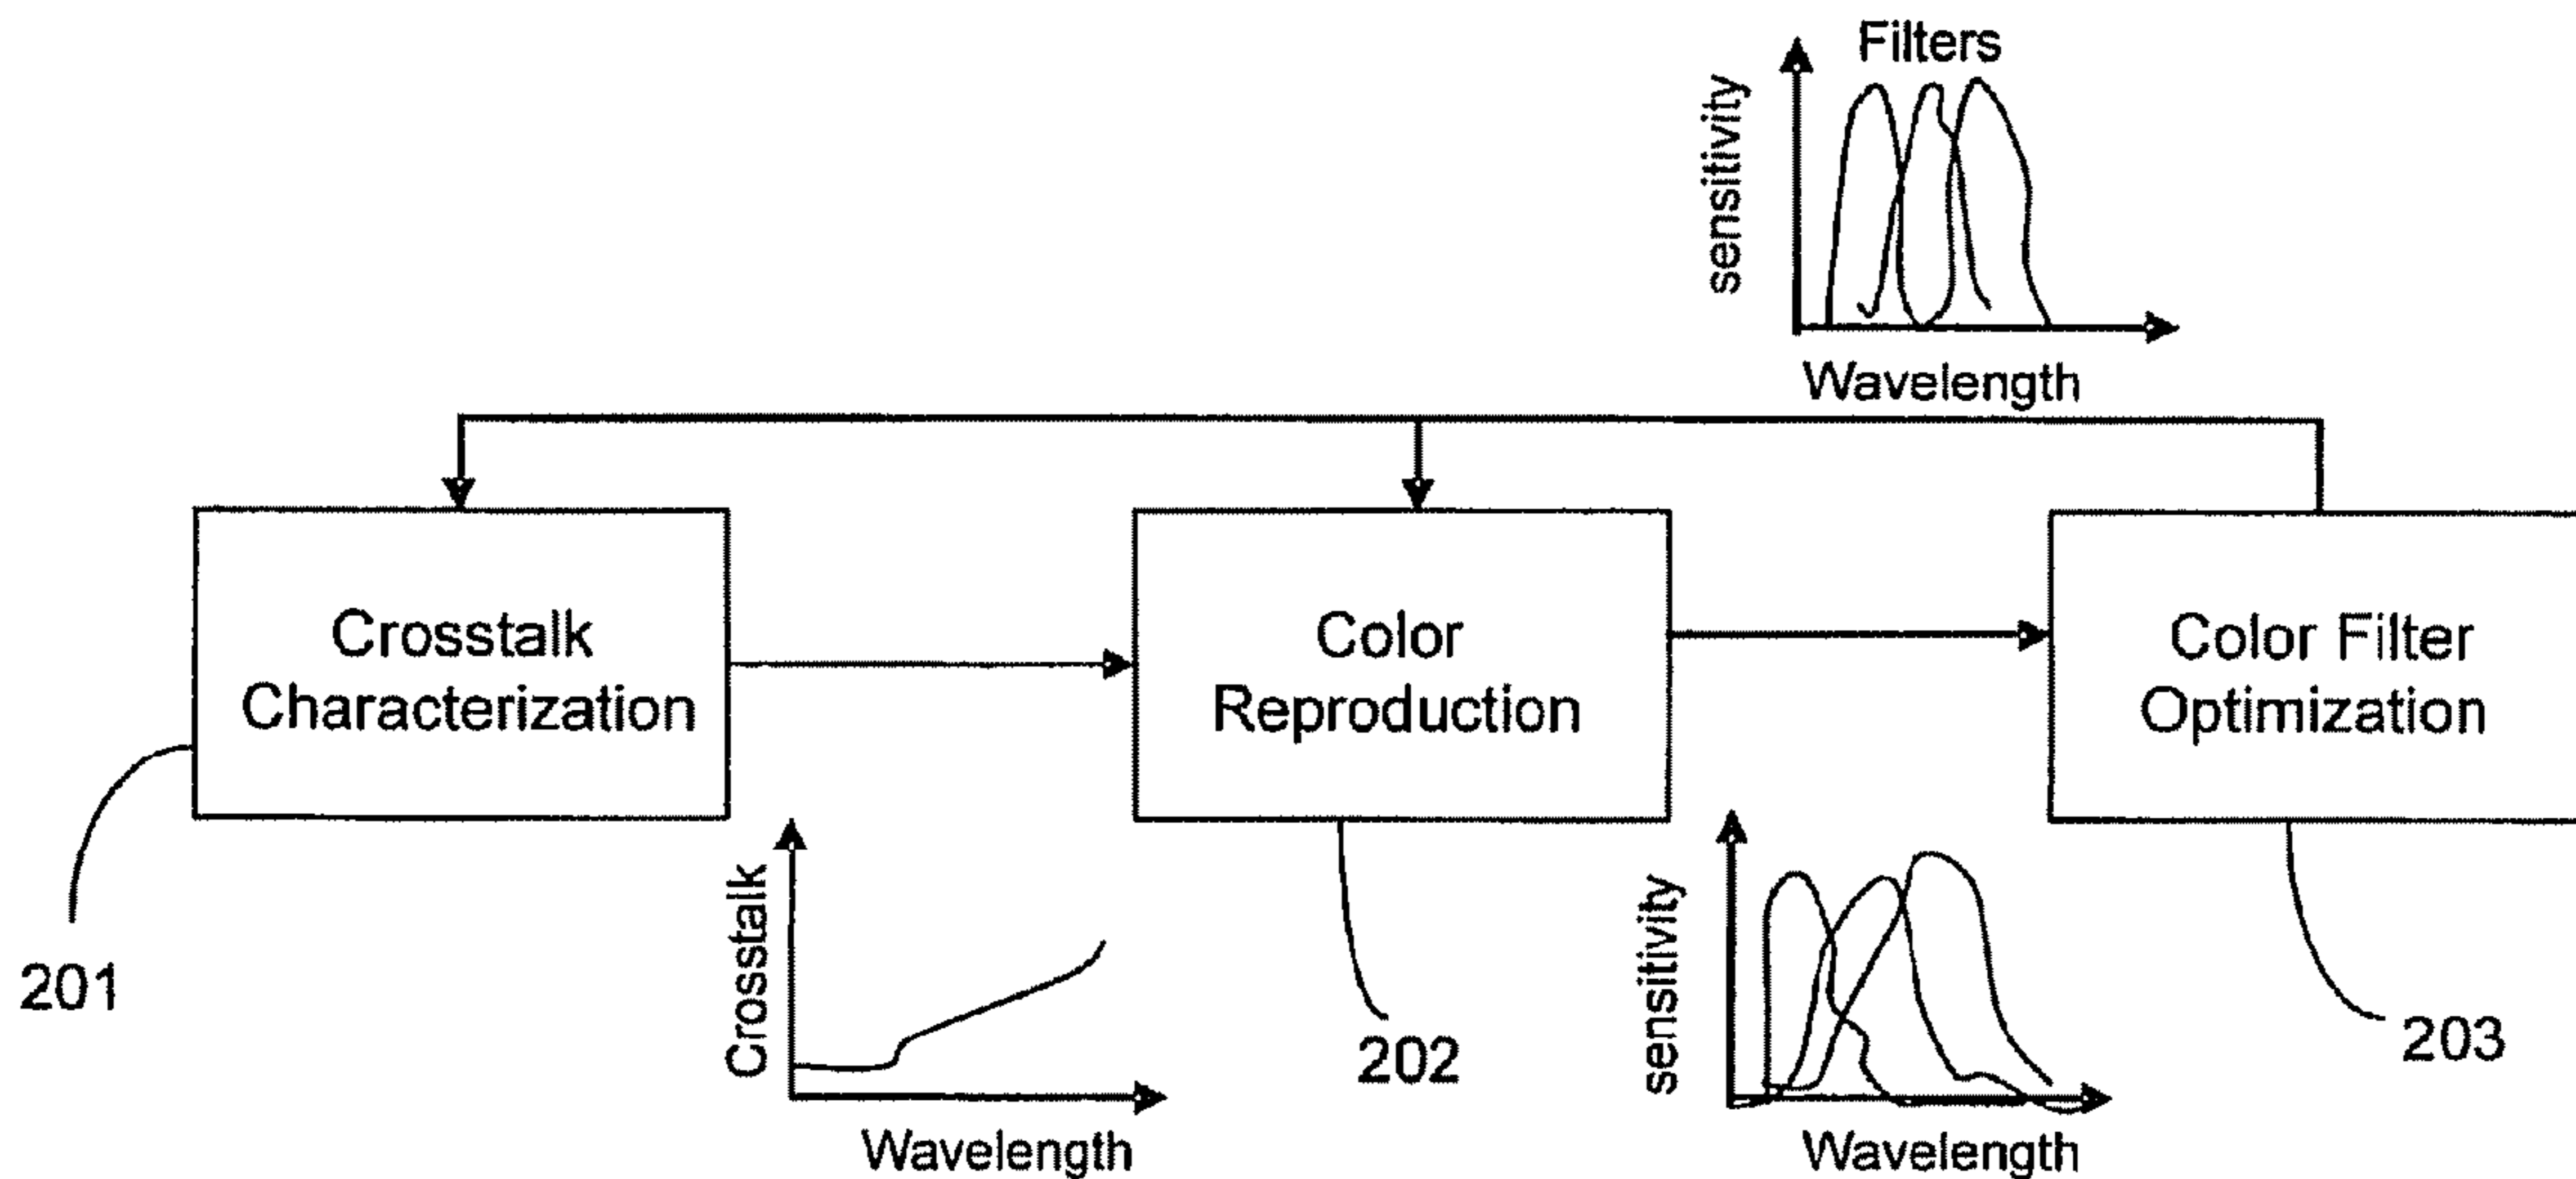 Filters
sensitivity
Wavelength
Crosstalk
Characterization
Color
Reproduction
Color Filter
Optimization
201
Crosstalk
Wavelength
202
sensitivity
Wavelength
203